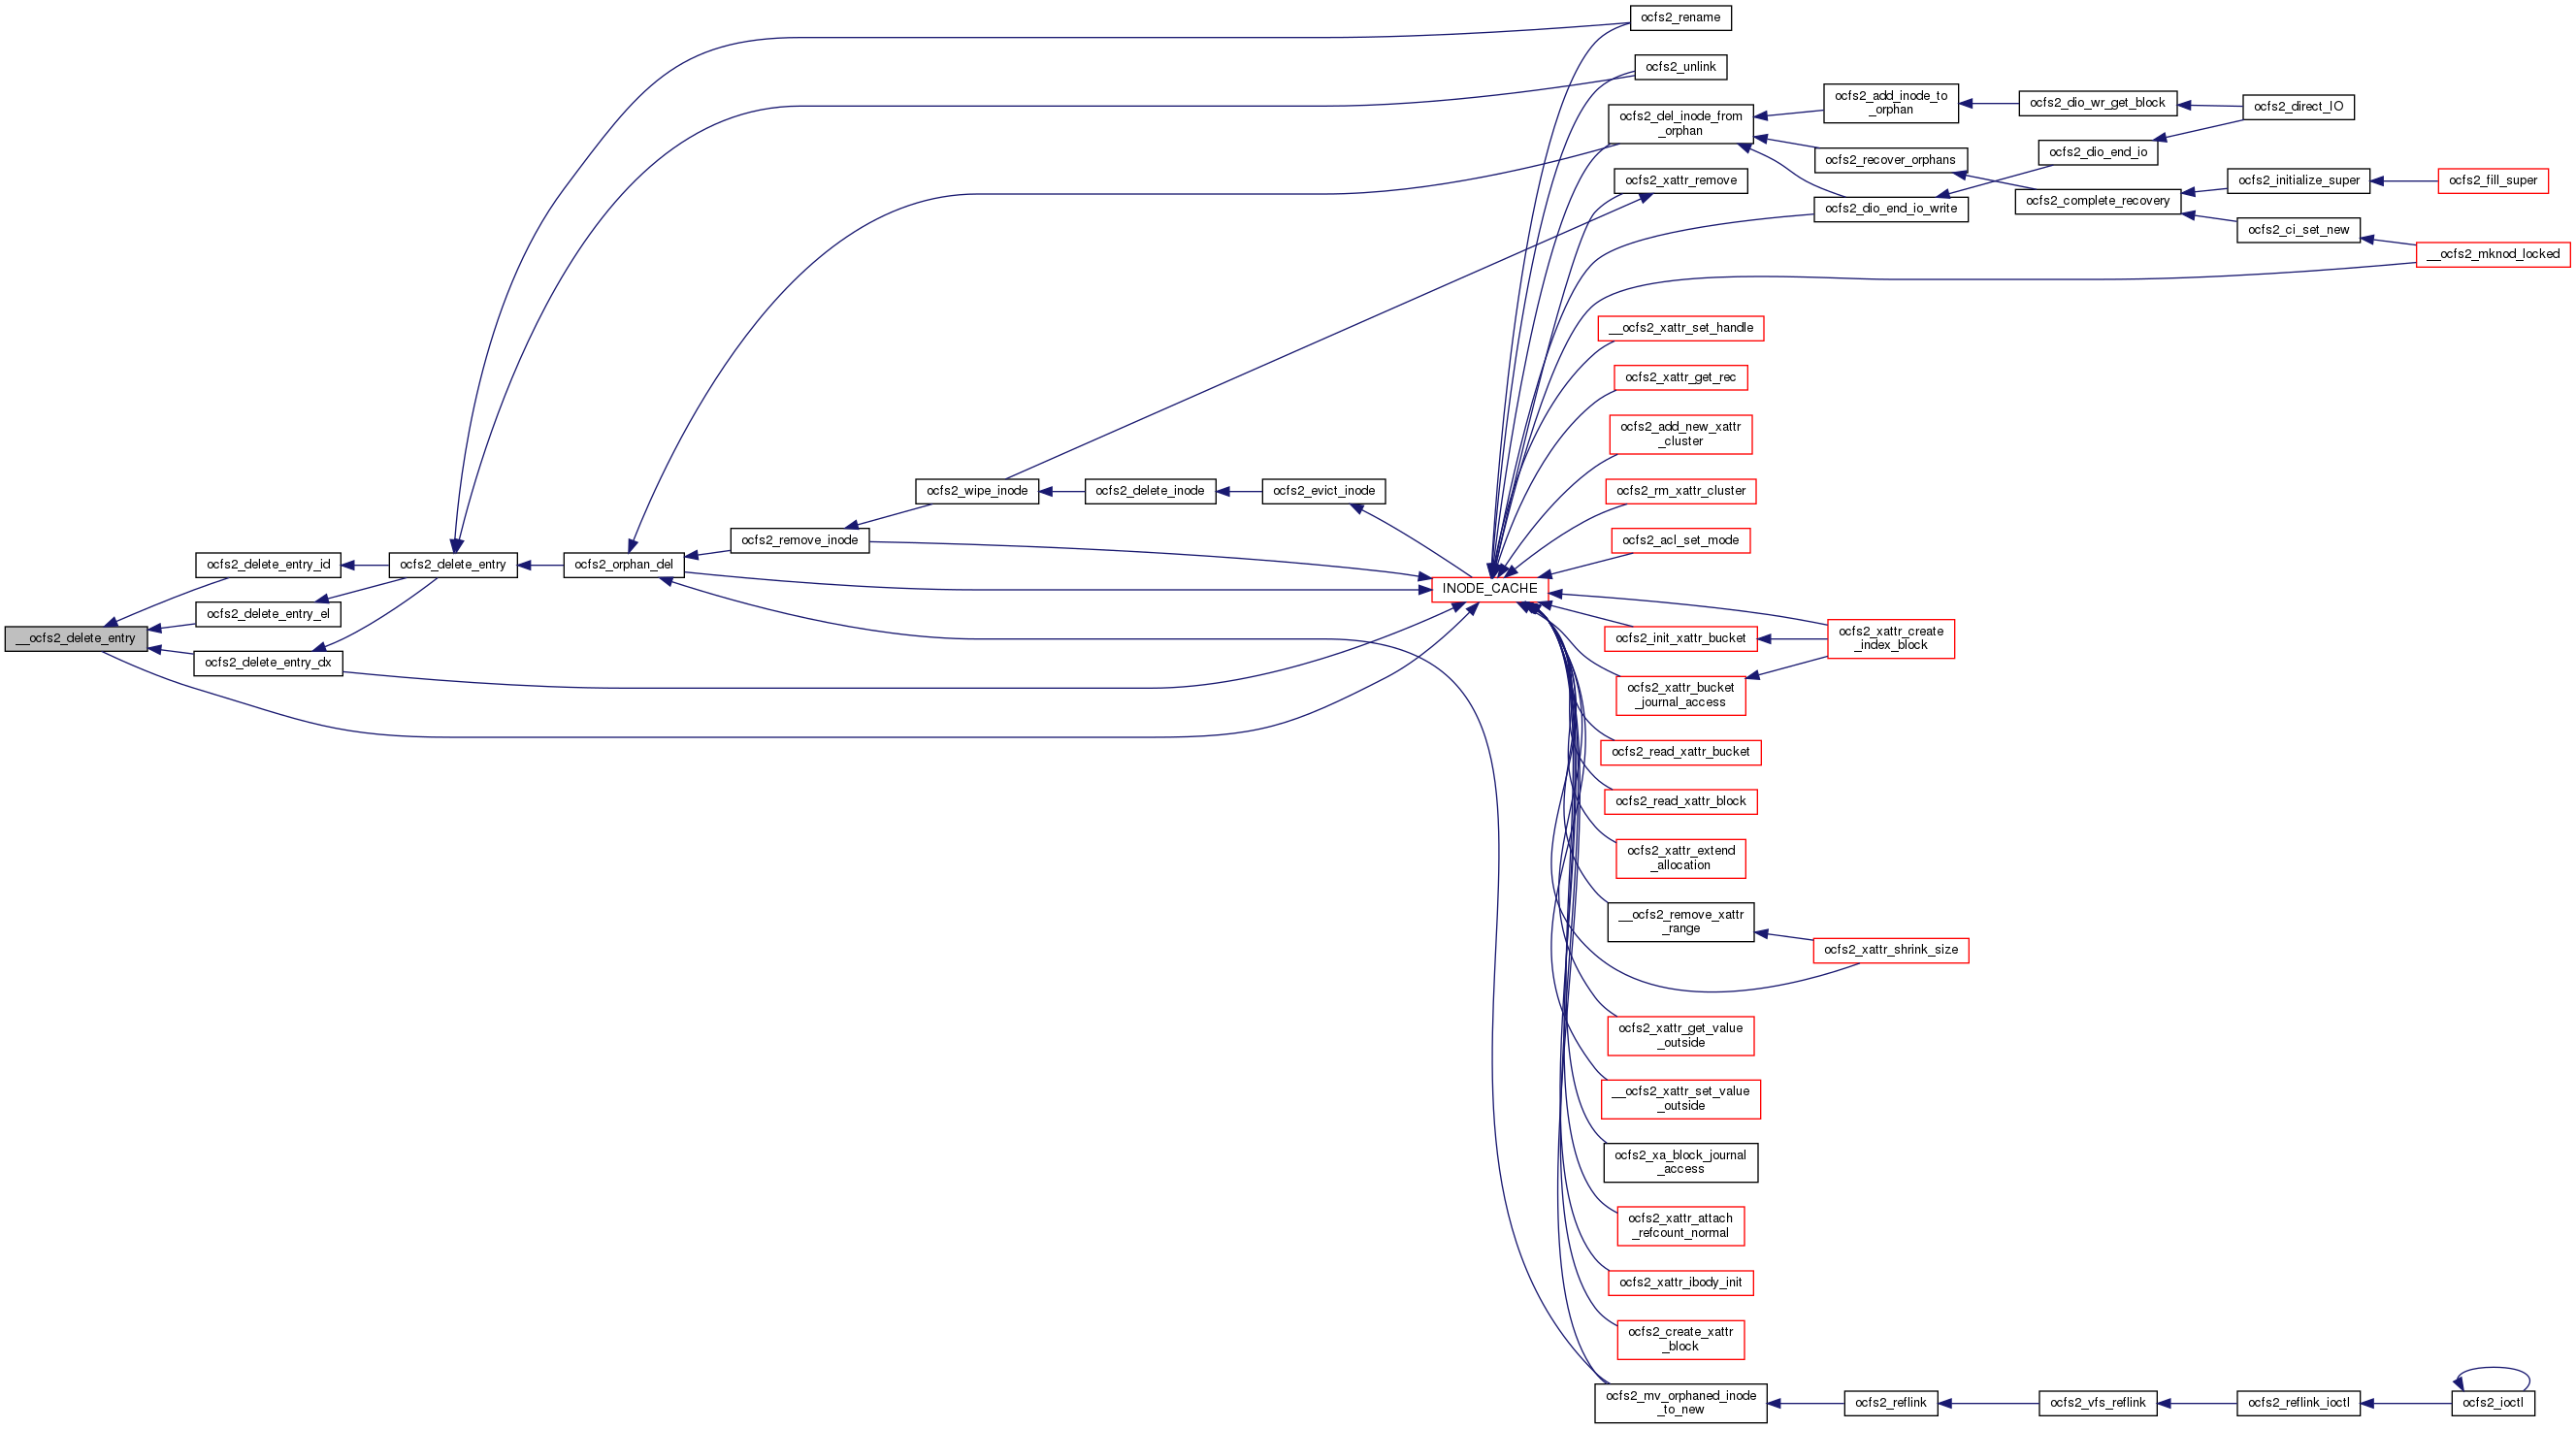 ocfs2_rename
ocfs2_unlink
ocfs2_add_inode_to
_orphan
ocfs2_dio_wr_get_block
ocfs2_direct_IO
ocfs2_del_inode_from
_orphan
ocfs2_dio_end_io
ocfs2_recover_orphans
ocfs2_xattr_remove
ocfs2_initialize_super
ocfs2_fill_super
ocfs2_complete_recovery
ocfs2_dio_end_io_write
ocfs2_ci_set_new
__ocfs2_mknod_locked
__ocfs2_xattr_set_handle
ocfs2_xattr_get_rec
ocfs2_add_new_xattr
_cluster
ocfs2_wipe_inode
ocfs2_delete_inode
ocfs2_evict_inode
ocfs2_rm_xattr_cluster
ocfs2_remove_inode
ocfs2_acl_set_mode
ocfs2_delete_entry_id
ocfs2_delete_entry
ocfs2_orphan_del
INODE_CACHE
ocfs2_delete_entry_el
__ocfs2_delete_entry
ocfs2_init_xattr_bucket
ocfs2_xattr_create
_index_block
ocfs2_delete_entry_dx
ocfs2_xattr_bucket
_journal_access
ocfs2_read_xattr_bucket
ocfs2_read_xattr_block
ocfs2_xattr_extend
_allocation
__ocfs2_remove_xattr
_range
ocfs2_xattr_shrink_size
ocfs2_xattr_get_value
_outside
__ocfs2_xattr_set_value
_outside
ocfs2_xa_block_journal
_access
ocfs2_xattr_attach
_refcount_normal
ocfs2_xattr_ibody_init
ocfs2_create_xattr
_block
ocfs2_mv_orphaned_inode
_to_new
ocfs2_reflink
ocfs2_vfs_reflink
ocfs2_reflink_ioctl
ocfs2_ioctl